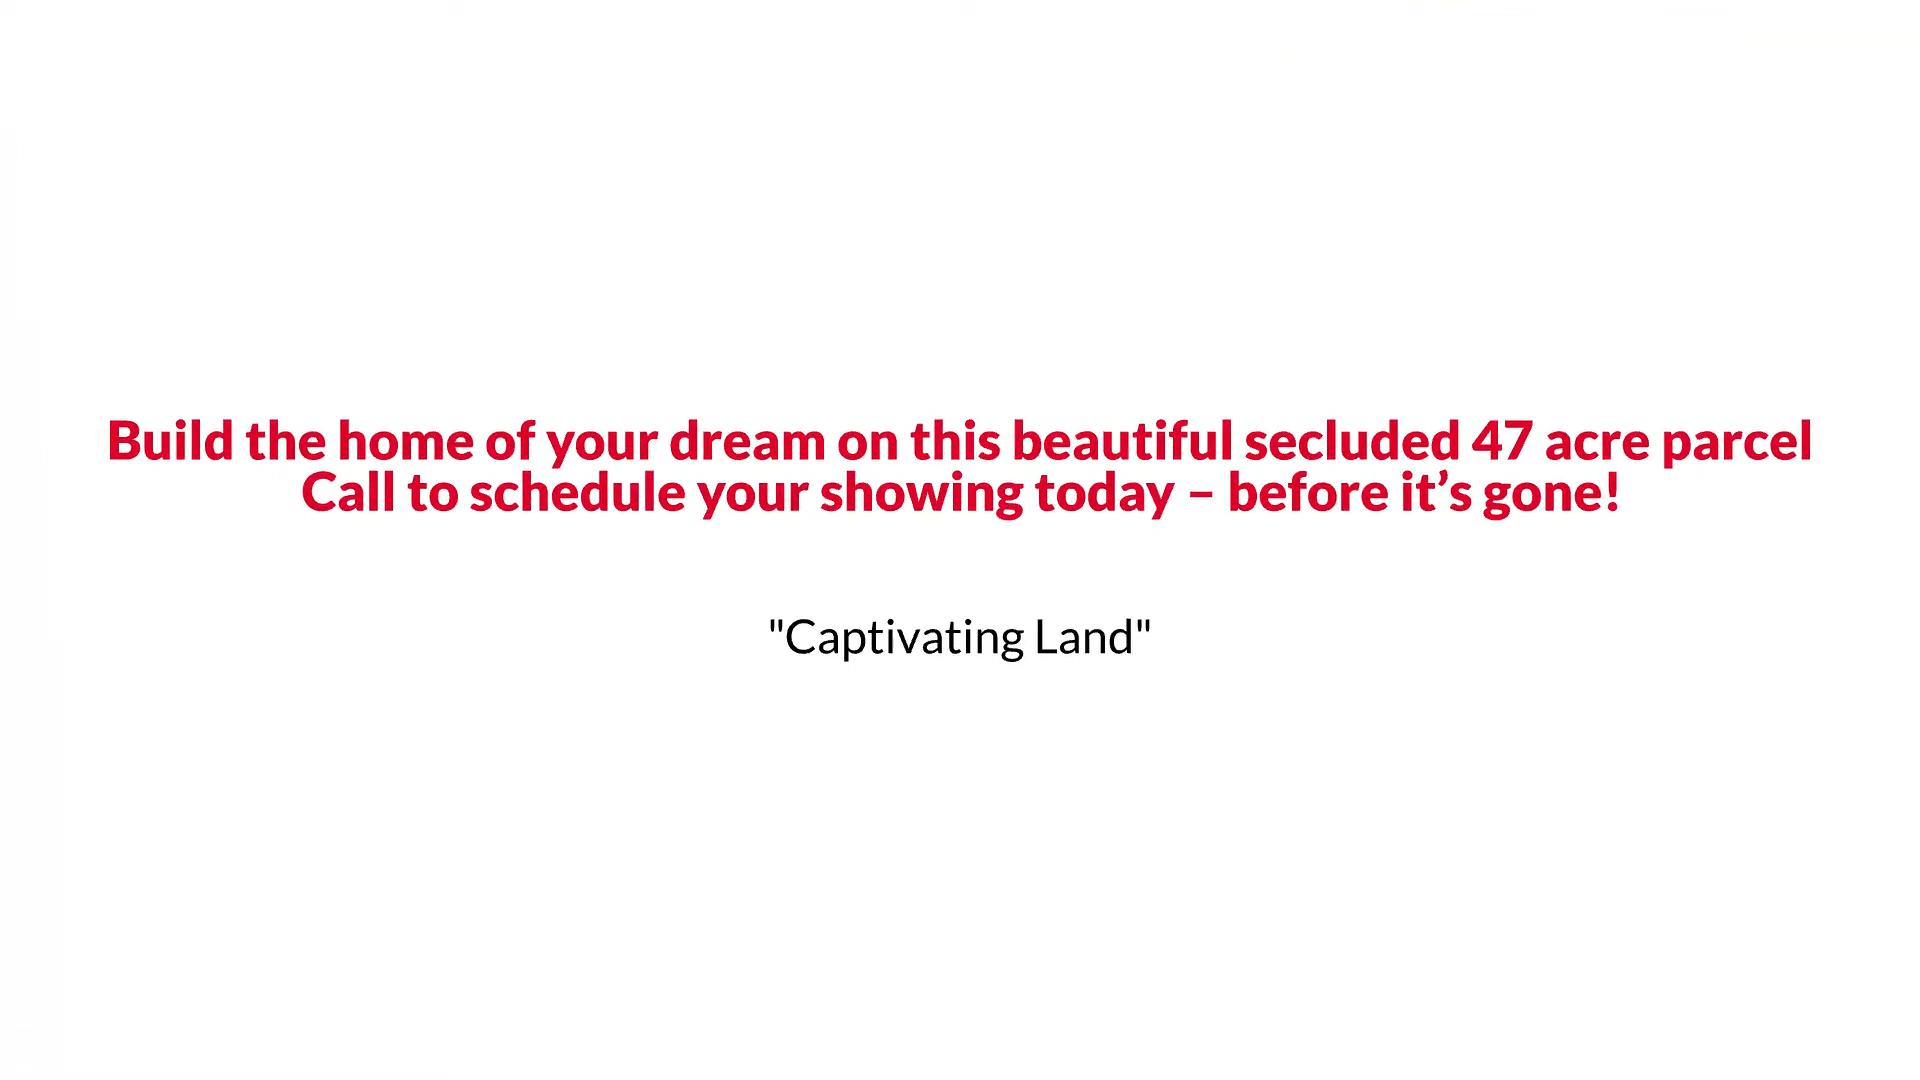 Build the home of your dream on this beautiful secluded 47 acre parcel
Call to schedule your showing today – before it’s gone!
"Captivating Land"